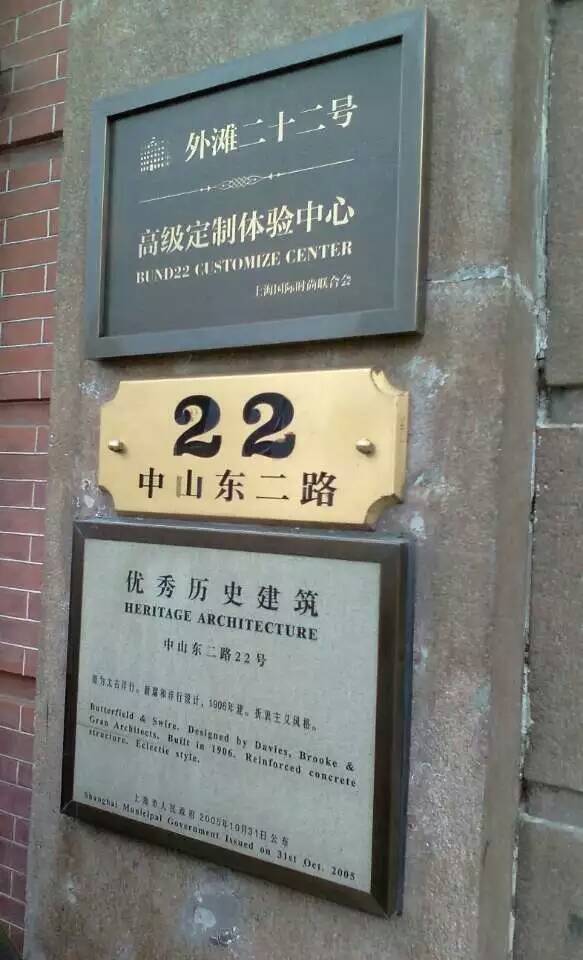 外滩二十二号
高级定制体验中心
BUND22 CUSTOMIZE CENTER
上海国际时尚联合会
22
中山东二路
优秀历史建筑
HERITAGE ARCHITECTURE
中山东二路22号
原为太古洋行。新瑞和洋行设计，1906年建。折衷主义风格。
Butterfield & Swire. Designed by Davies, Brooke &
Gran Architects. Built in 1906. Reinforced concrete
structure. Eclectic style.
上海市人民政府 2005年10月31日公布
Shanghai Municipal Government Issued on 31st Oct. 2005